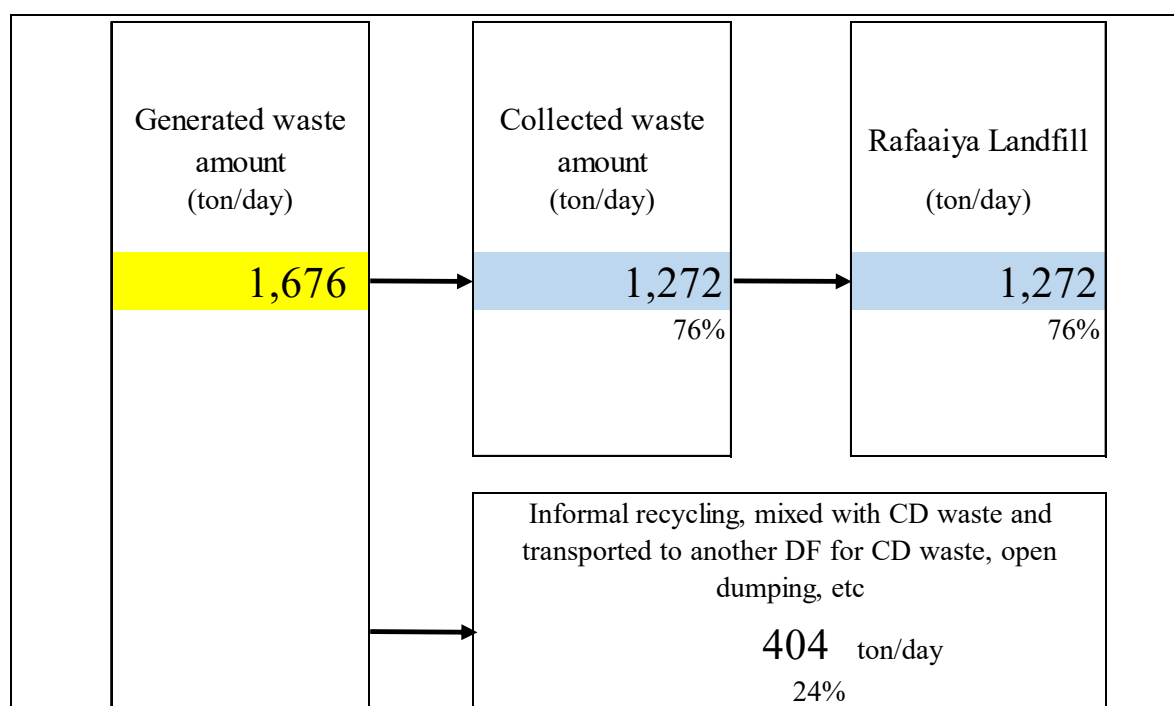 Generated waste
amount
(ton/day)
1,676
Collected waste
amount
(ton/day)
1,272
76%
Rafaaiya Landfill
(ton/day)
1,272
76%
Informal recycling, mixed with CD waste and
transported to another DF for CD waste, open
dumping, etc
404 ton/day
24%